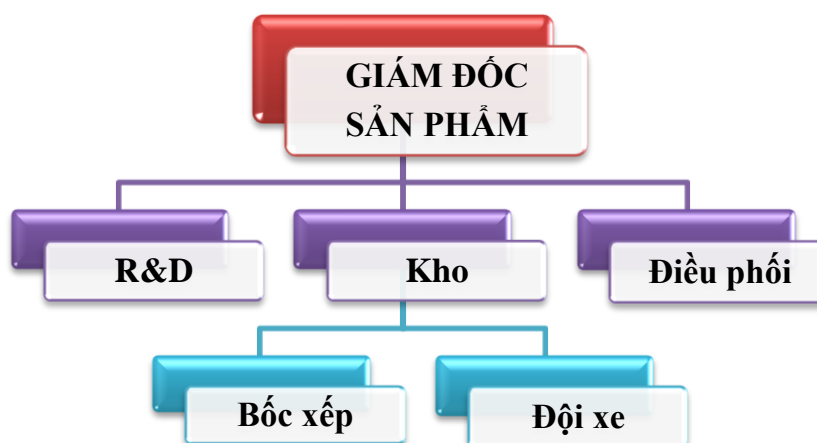 GIÁM ĐỐC
SẢN PHẨM
R&D
Kho
Điều phối
Bốc xếp
Đội xe